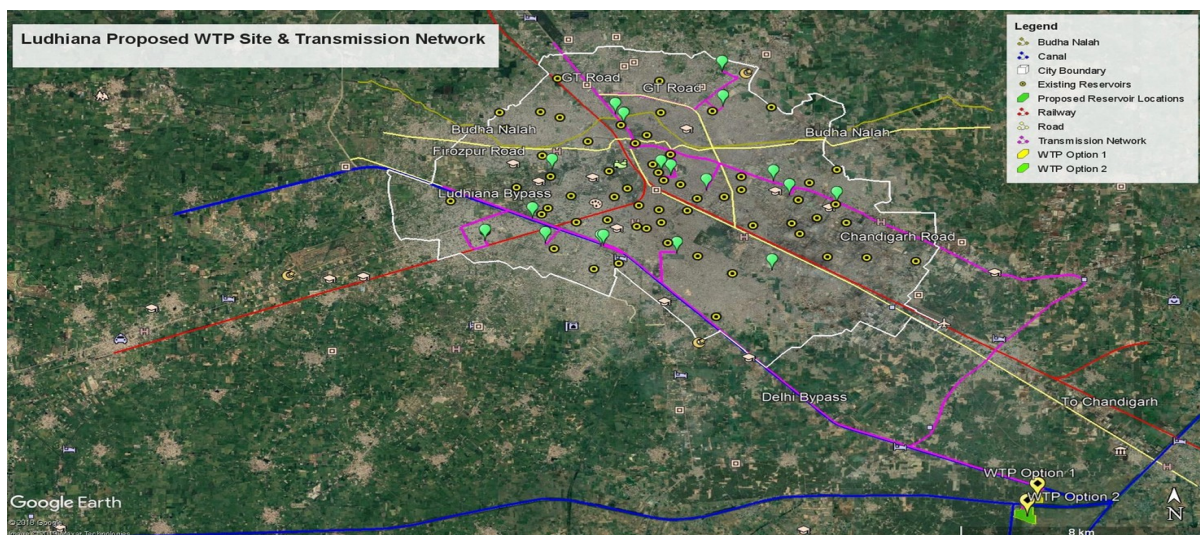 Ludhiana Proposed WTP Site & Transmission Network
Legend
Budha Nalah
Canal
City Boundary
Existing Reservoirs
Proposed Reservoir Locations
Railway
Road
Transmission Network
WTP Option 1
WTP Option 2
GT Road
GT Road
Budha Nalah
Budha Nalah
Firozpur Road
Ludhiana Bypass
Chandigarh Road
Delhi Bypass
To Chandigarh
WTP Option 1
WTP Option 2
Google Earth
N
8 km